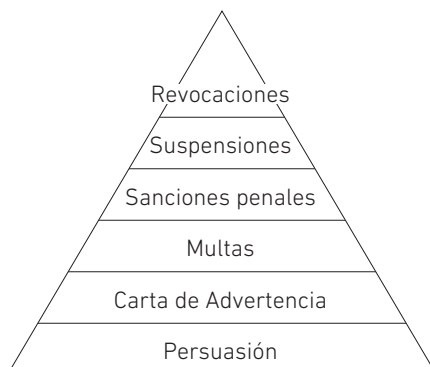 Revocaciones
Suspensiones
Sanciones penales
Multas
Carta de Advertencia
Persuasión